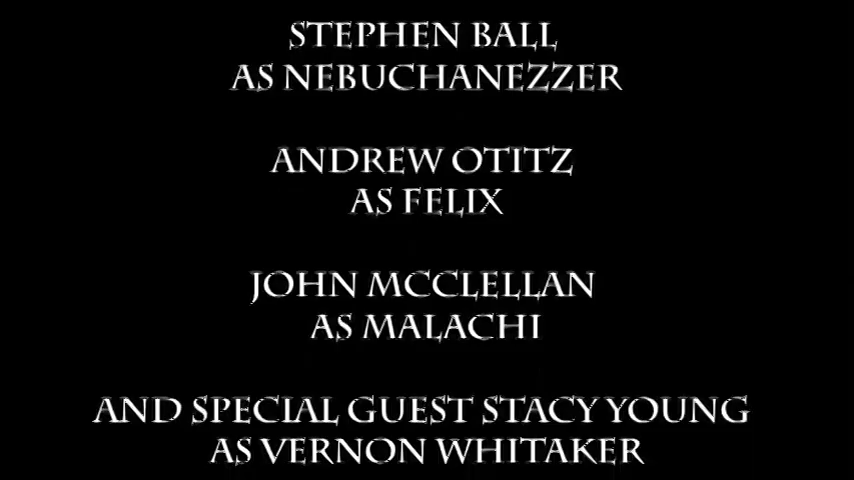 STEPHEN BALL
AS NEBUCHANEZZER
ANDREW OTITZ
AS FELIX
JOHN MCCLELLAN
AS MALACHI
AND SPECIAL GUEST STACY YOUNG
AS VERNON WHITAKER